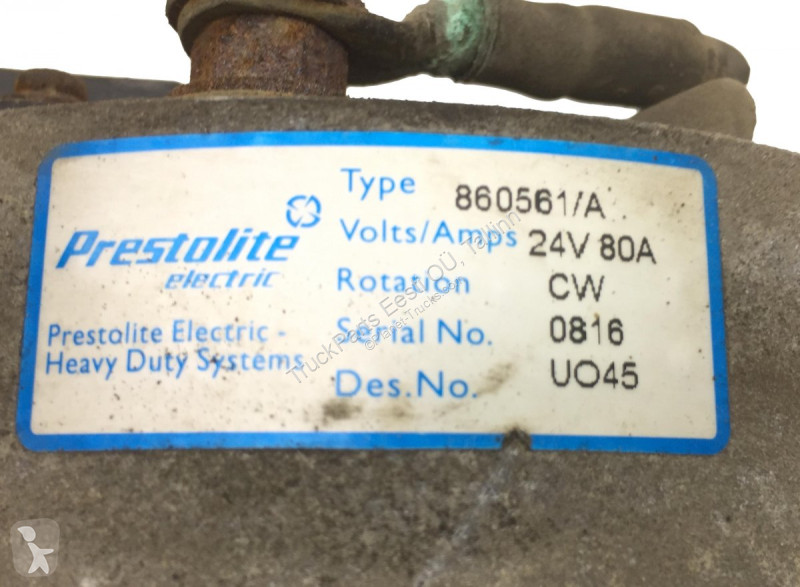 Prestolite
electric
Prestolite Electric -
Heavy Duty Systems
Type 860561/A
Volts/Amps 24V 80A
Rotation CW
Serial No. 0816
Des.No. UO45
TruckParts Eesti OÜ, Tallinn